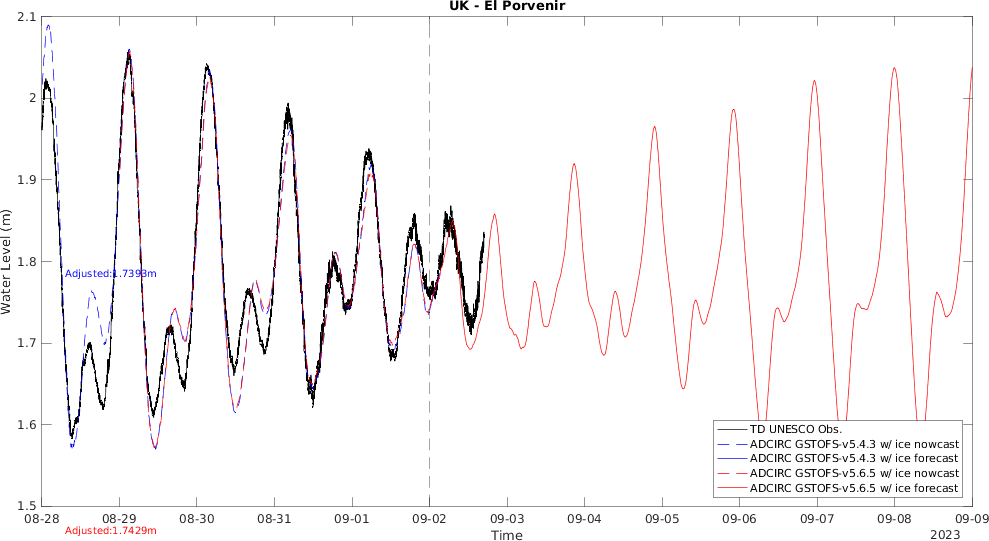 UK - El Porvenir
2.1
2
1.9
1.8
1.7
1.6
1.5
Water Level (m)
Adjusted:1.7393m
TD UNESCO Obs.
ADCIRC GSTOFS-v5.4.3 w/ ice nowcast
ADCIRC GSTOFS-v5.4.3 w/ ice forecast
ADCIRC GSTOFS-v5.6.5 w/ ice nowcast
ADCIRC GSTOFS-v5.6.5 w/ ice forecast
08-28 08-29 08-30 08-31 09-01 09-02 09-03 09-04 09-05 09-06 09-07 09-08 09-09
Adjusted:1.7429m
Time
2023